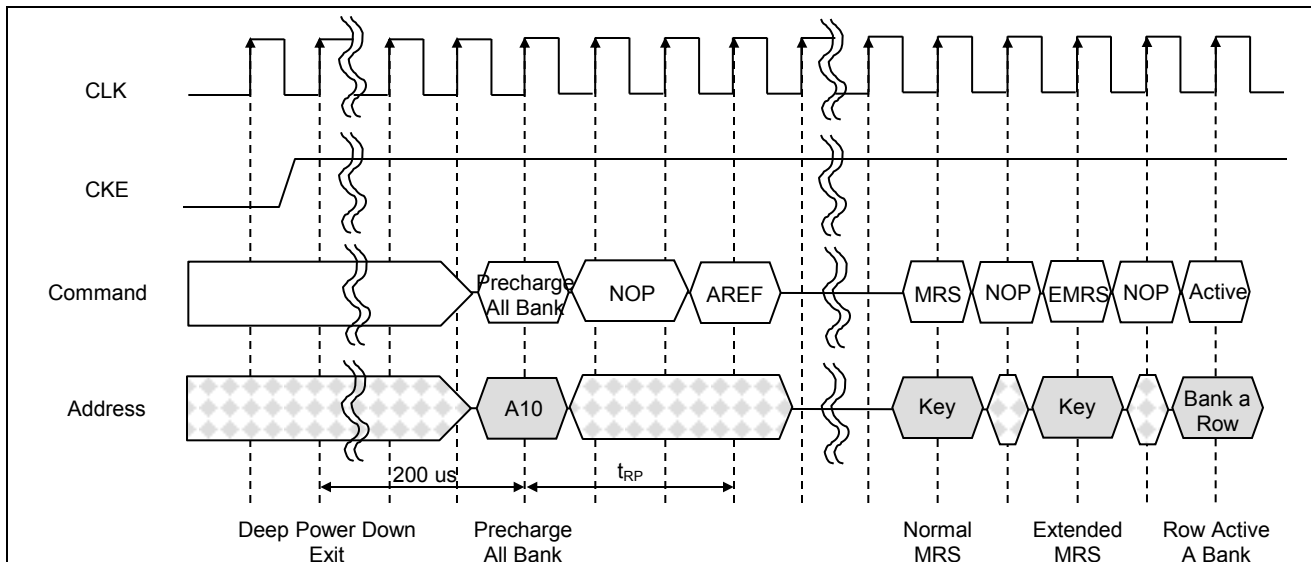 CLK
CKE
Command
Precharge
All Bank
NOP
AREF
MRS
NOP
EMRS
NOP
Active
Address
A10
Key
Key
Bank a
Row
200 us
tRP
Deep Power Down
Exit
Precharge
All Bank
Normal
MRS
Extended
MRS
Row Active
A Bank